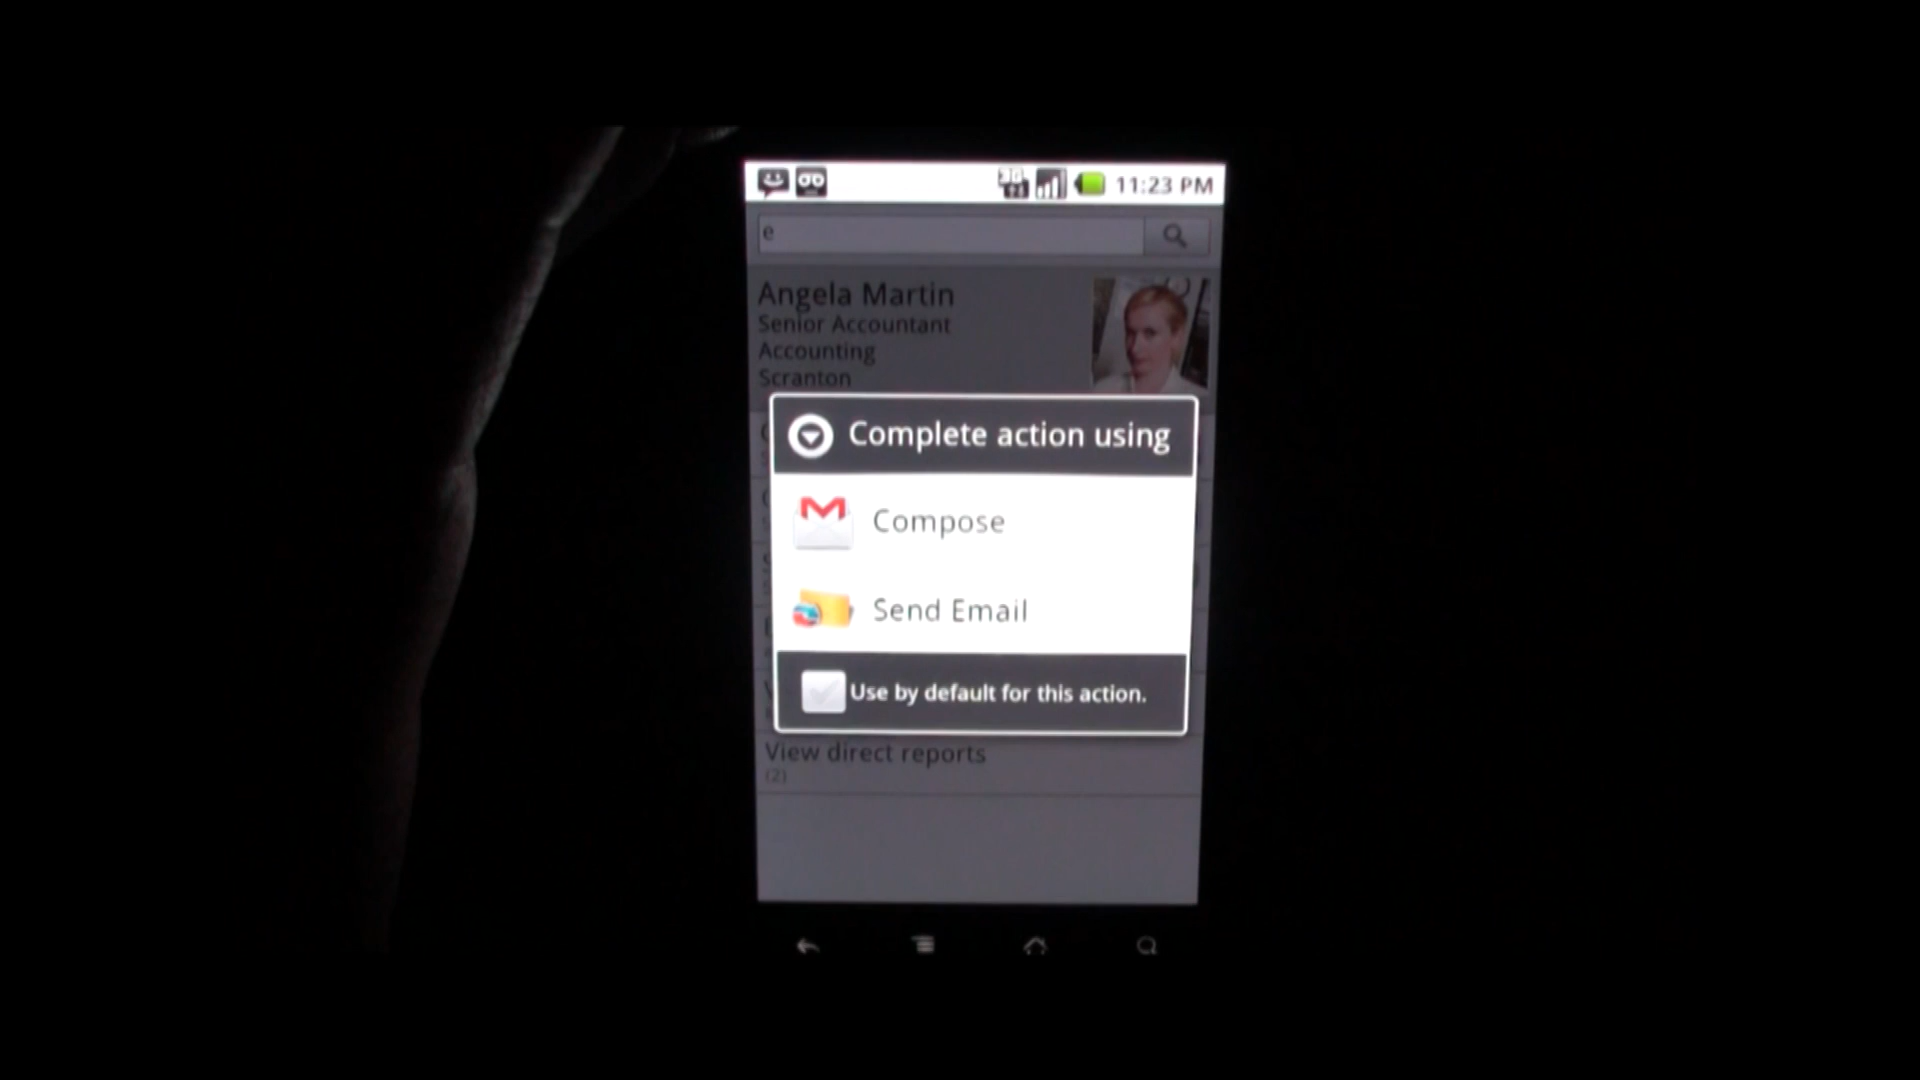 11:23 PM
e
Angela Martin
Senior Accountant
Accounting
Scranton
Complete action using
Compose
Send Email
Use by default for this action.
View direct reports
(2)